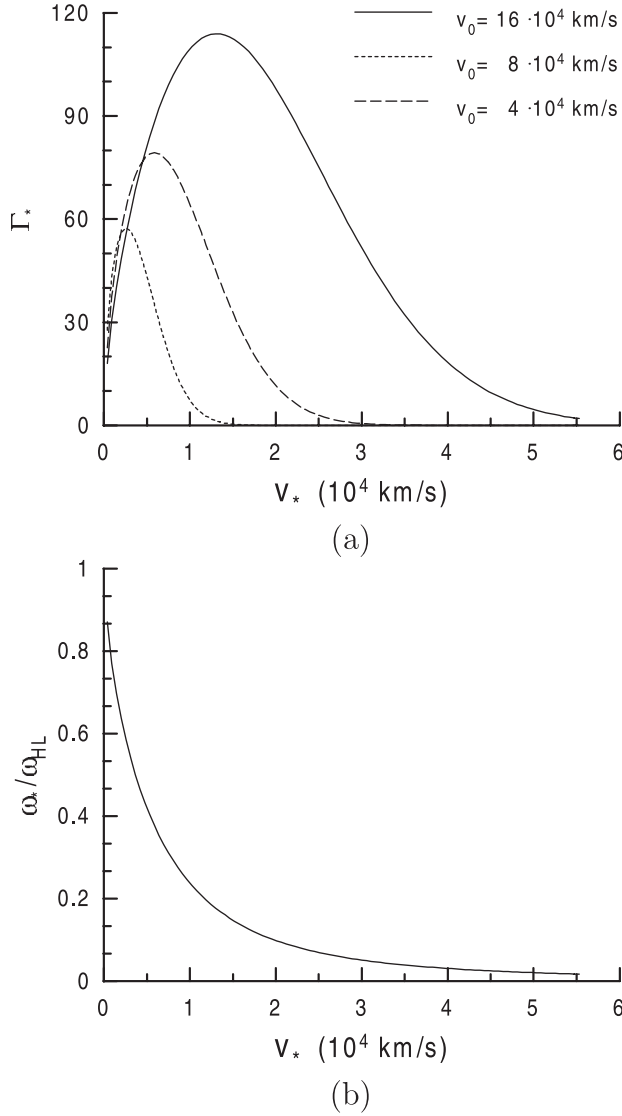 120
90
60
30
0
Γ*
v₀= 16 ·10⁴ km/s
v₀= 8 ·10⁴ km/s
v₀= 4 ·10⁴ km/s
0 1 2 3 4 5 6
V* (10⁴ km/s)
(a)
1
0.8
0.6
0.4
0.2
0
ω*/ωHL
0 1 2 3 4 5 6
V* (10⁴ km/s)
(b)